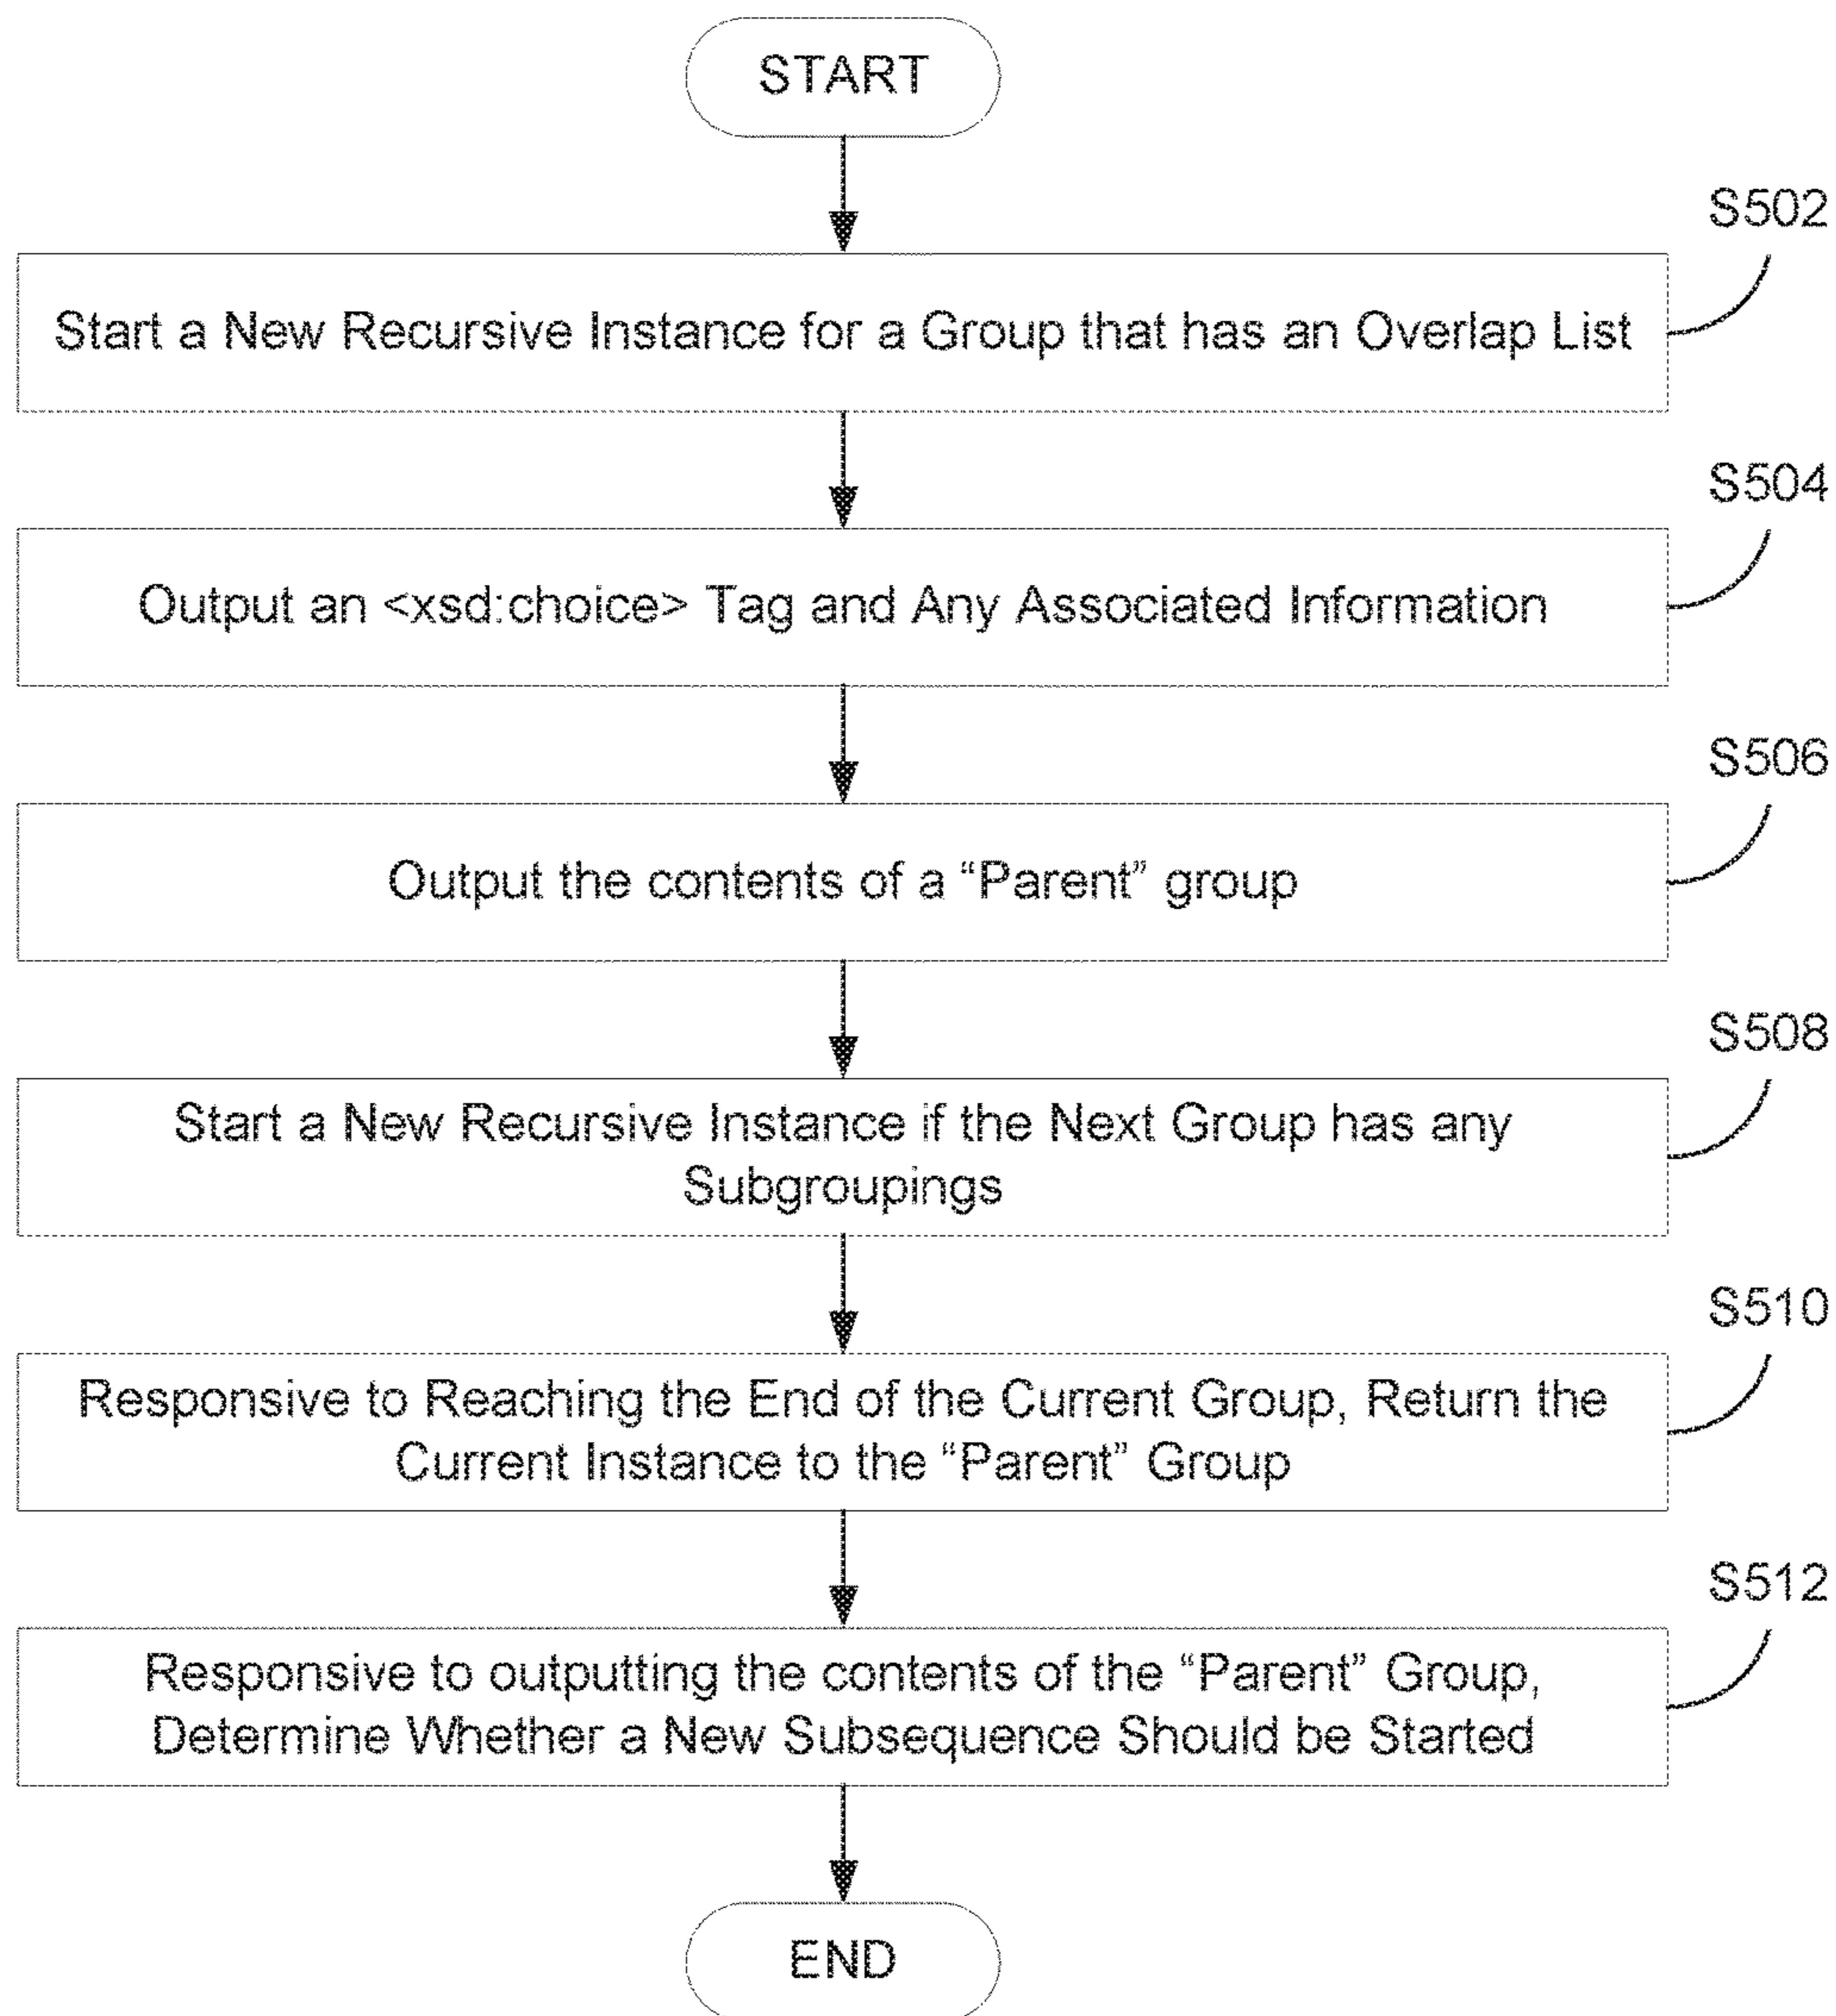 START
S502
Start a New Recursive Instance for a Group that has an Overlap List
S504
Output an <xsd:choice> Tag and Any Associated Information
S506
Output the contents of a “Parent” group
S508
Start a New Recursive Instance if the Next Group has any
Subgroupings
S510
Responsive to Reaching the End of the Current Group, Return the
Current Instance to the “Parent” Group
S512
Responsive to outputting the contents of the “Parent” Group,
Determine Whether a New Subsequence Should be Started
END